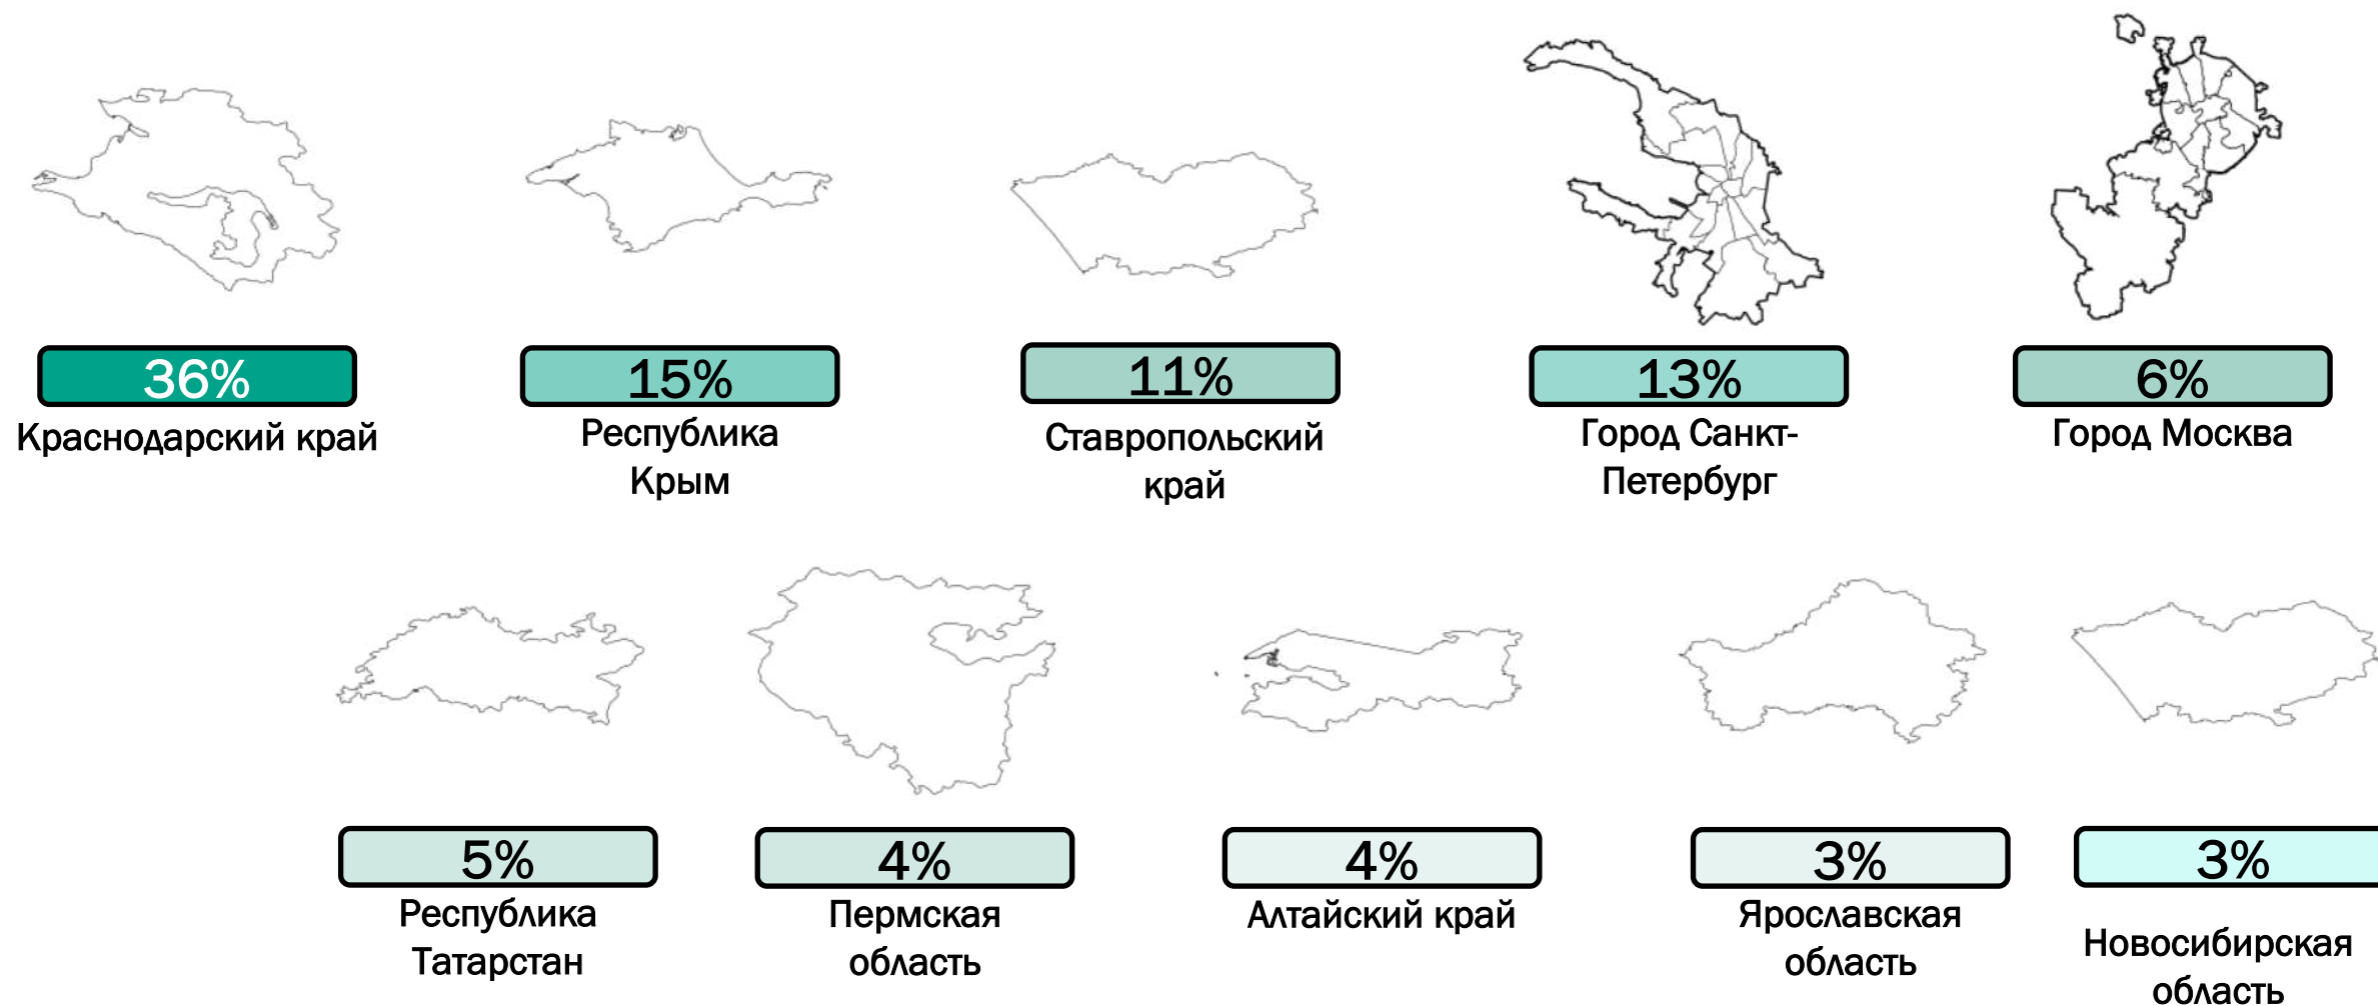 36%
Краснодарский край
15%
Республика
Крым
11%
Ставропольский
край
13%
Город Санкт-
Петербург
6%
Город Москва
5%
Республика
Татарстан
4%
Пермская
область
4%
Алтайский край
3%
Ярославская
область
3%
Новосибирская
область